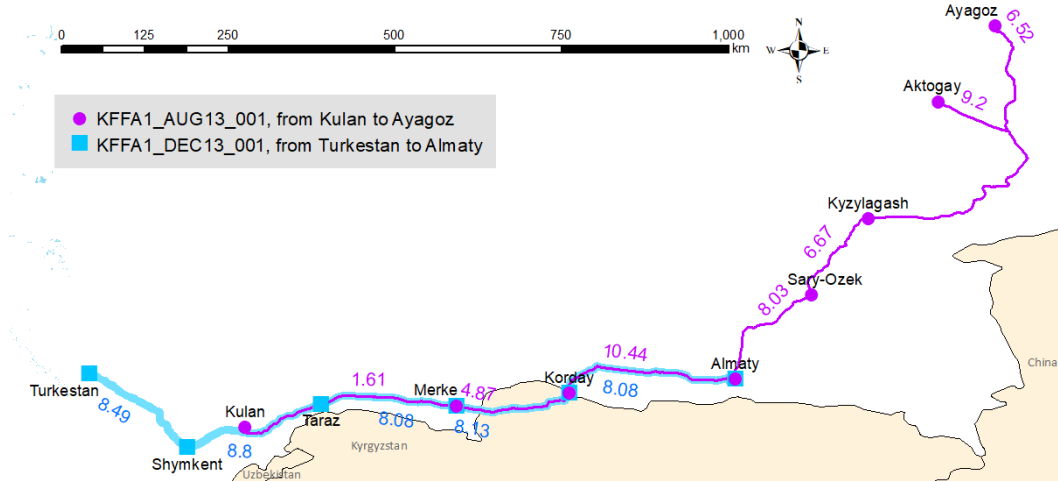 Ayagoz
6.52
N
0 125 250 500 750 1,000
km
W E
S
Aktogay
9.2
KFFA1_AUG13_001, from Kulan to Ayagoz
KFFA1_DEC13_001, from Turkestan to Almaty
Kyzylagash
6.67
Sary-Ozek
8.03
10.44
Almaty
China
Turkestan
1.61
Merke
4.87
Korday
8.08
8.49
Kulan
Taraz
8.08
8.13
8.8
Kyrgyzstan
Shymkent
Uzbekistan